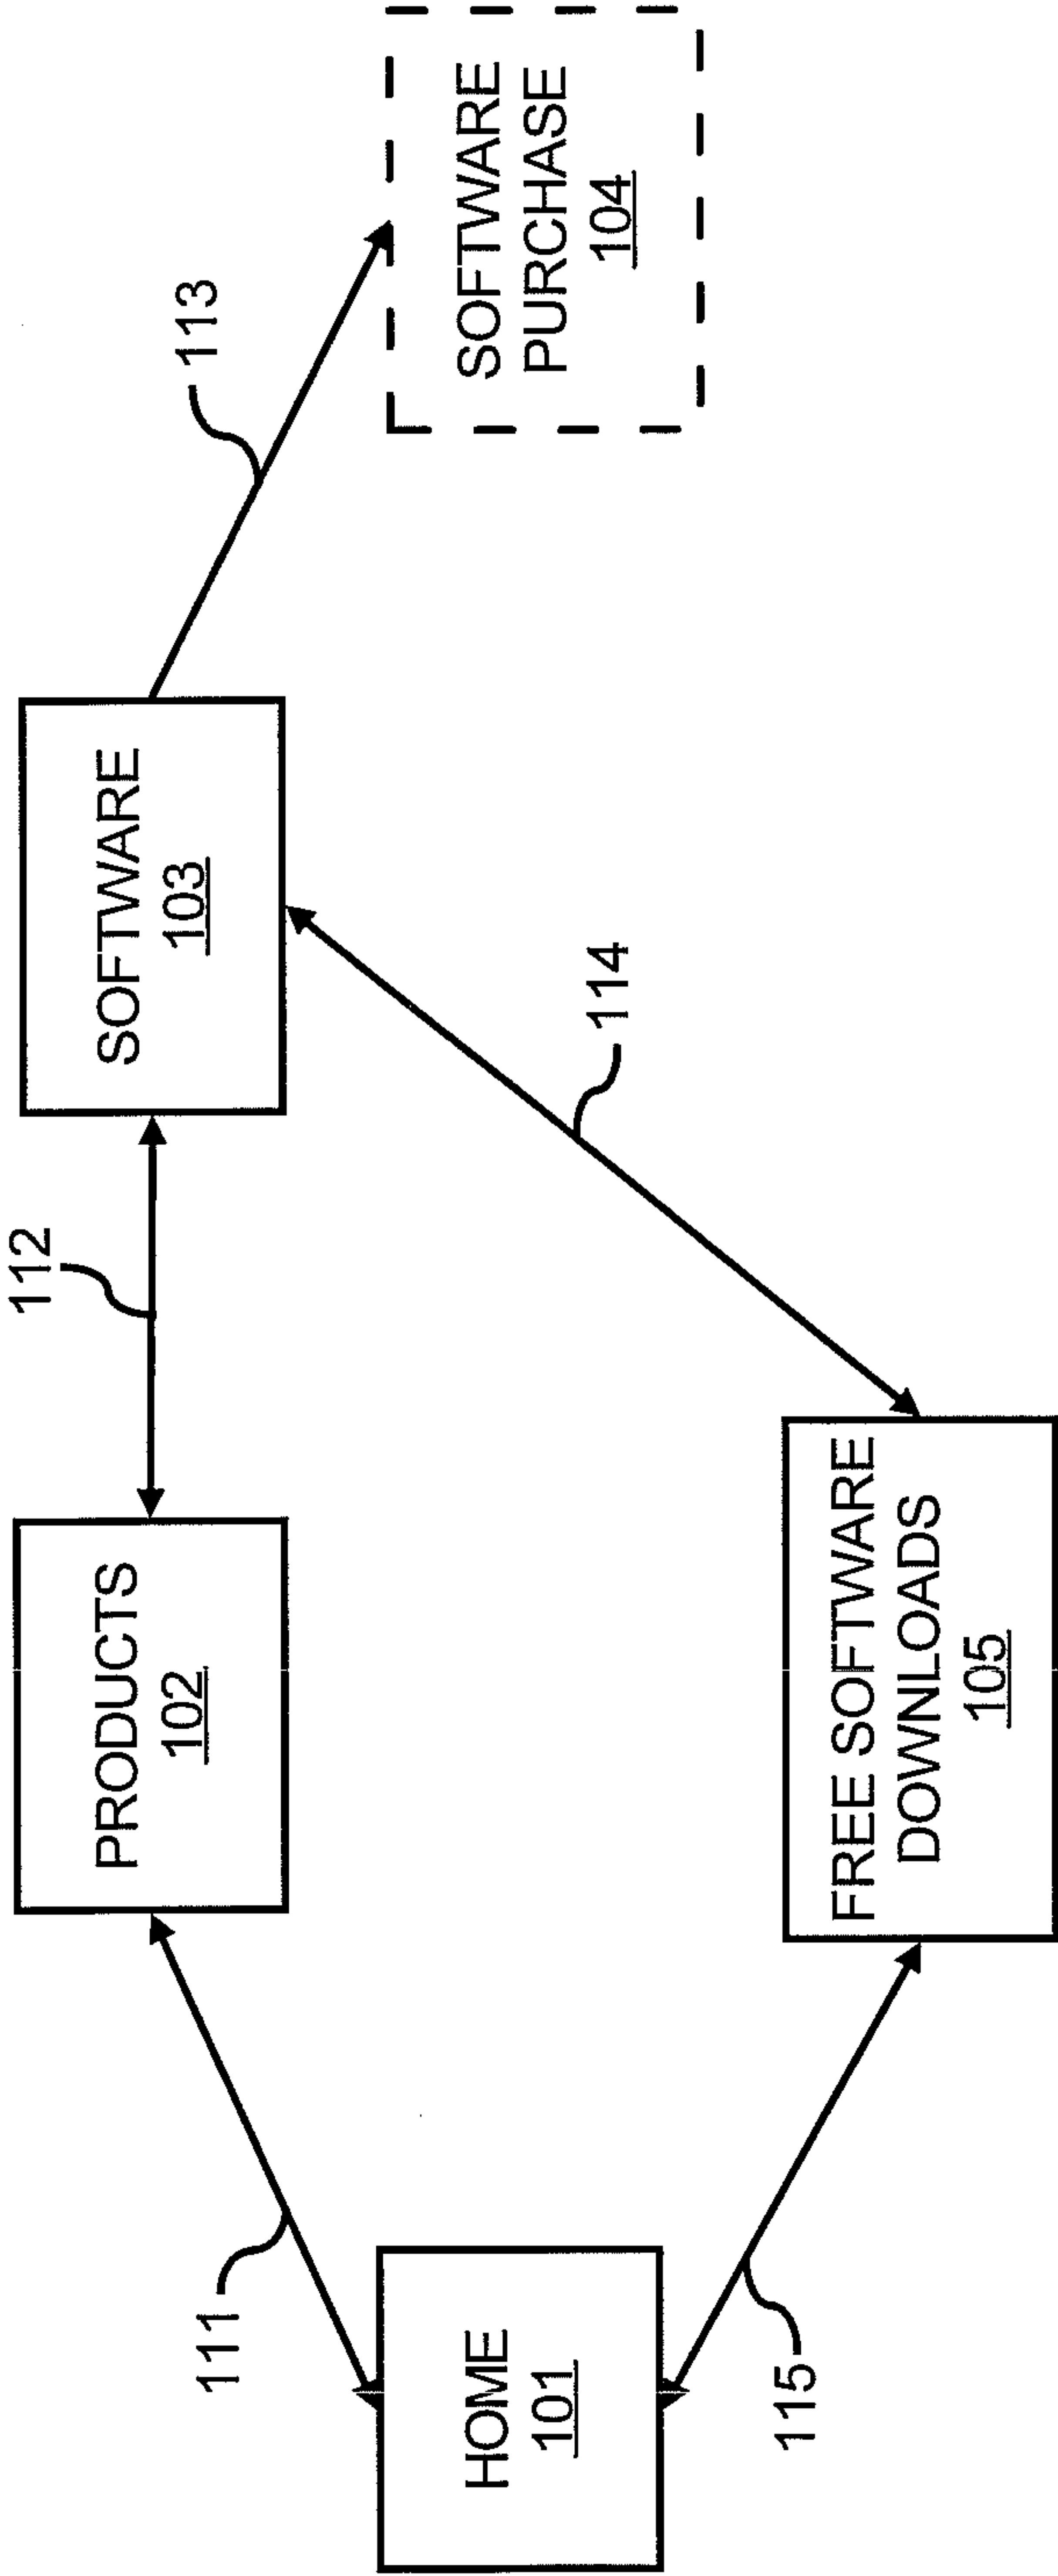 112
113
PRODUCTS
102
SOFTWARE
103
111
HOME
101
114
SOFTWARE
PURCHASE
104
115
FREE SOFTWARE
DOWNLOADS
105